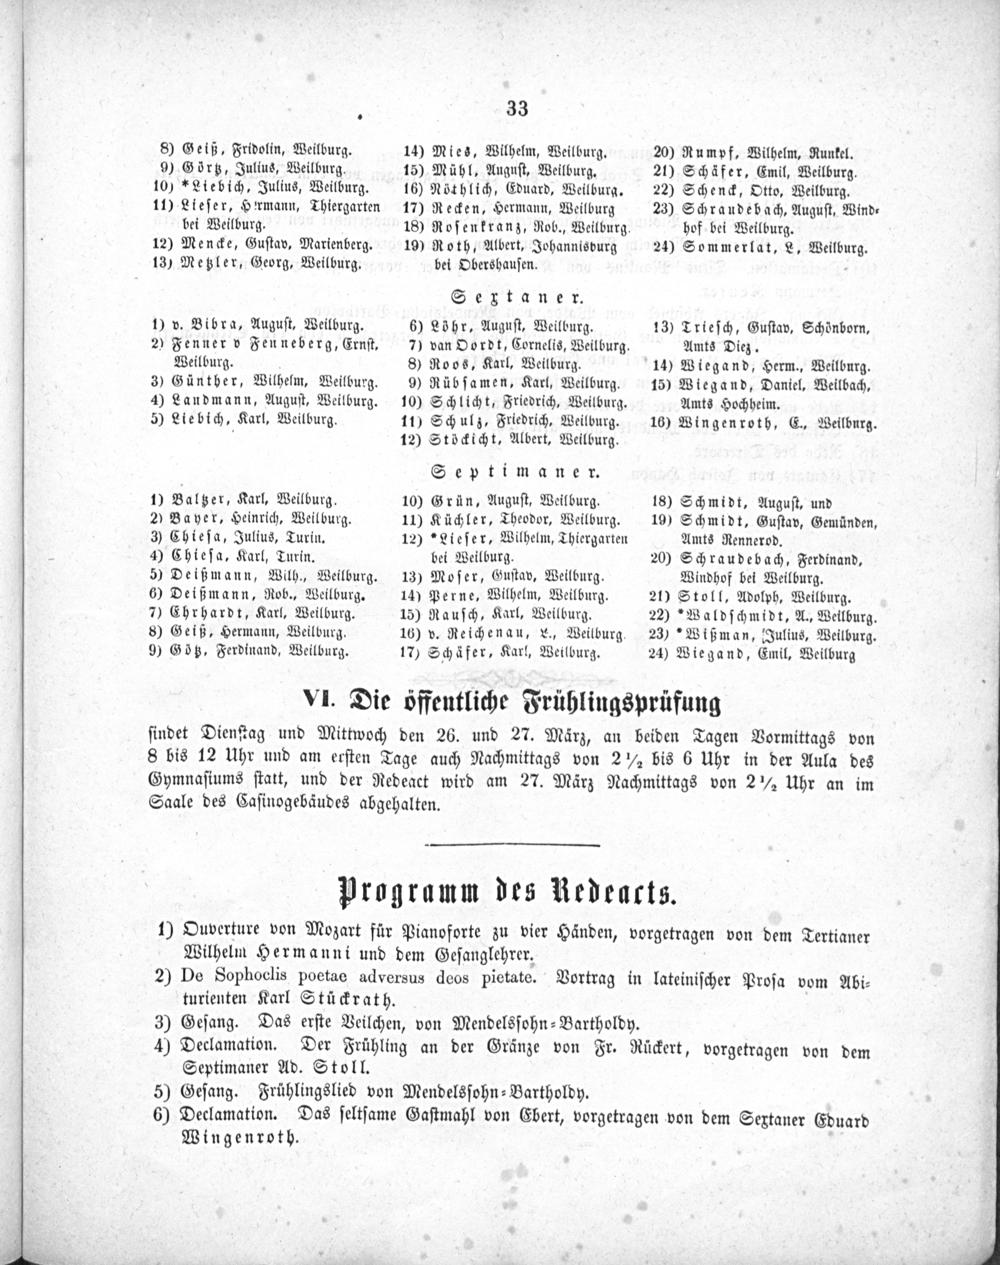 33
8) Geiß, Fridolin, Weilburg.
9) Görtz, Julius, Weilburg.
10) *Liebich, Julius, Weilburg.
11) Lieser, Hermann, Thiergarten
bei Weilburg.
12) Mencke, Gustav, Marienberg.
13) Metzler, Georg, Weilburg.
14) Mies, Wilhelm, Weilburg.
15) Mühl, August, Weilburg.
16) Nöthlich, Eduard, Weilburg.
17) Recken, Hermann, Weilburg
18) Rosenkranz, Rob., Weilburg.
19) Roth, Albert, Johannisburg
bei Obershausen.
20) Rumpf, Wilhelm, Runkel.
21) Schäfer, Emil, Weilburg.
22) Schenck, Otto, Weilburg.
23) Schraudebach, August, Wind-
hof bei Weilburg.
24) Sommerlat, L, Weilburg.
Sextaner.
1) v. Bibra, August, Weilburg.
2) Fenner v Fenneberg, Ernst,
Weilburg.
3) Günther, Wilhelm, Weilburg.
4) Landmann, August, Weilburg.
5) Liebich, Karl, Weilburg.
6) Löhr, August, Weilburg.
7) van Oordt, Cornelis, Weilburg.
8) Roos, Karl, Weilburg.
9) Rübsamen, Karl, Weilburg.
10) Schlicht, Friedrich, Weilburg.
11) Schulz, Friedrich, Weilburg.
12) Stöckicht, Albert, Weilburg.
13) Triesch, Gustav, Schönborn,
Amts Diez.
14) Wiegand, Herm., Weilburg.
15) Wiegand, Daniel, Weilbach,
Amts Hochheim.
16) Wingenroth, E., Weilburg.
Septimaner.
1) Baltzer, Karl, Weilburg.
2) Bayer, Heinrich, Weilburg.
3) Chiesa, Julius, Turin.
4) Chiesa, Karl, Turin.
5) Deißmann, Wilh., Weilburg.
6) Deißmann, Rob., Weilburg.
7) Ehrhardt, Karl, Weilburg.
8) Geiß, Hermann, Weilburg.
9) Götz, Ferdinand, Weilburg.
10) Grün, August, Weilburg.
11) Küchler, Theodor, Weilburg.
12) *Lieser, Wilhelm, Thiergarten
bei Weilburg.
13) Moser, Gustav, Weilburg.
14) Perne, Wilhelm, Weilburg.
15) Rausch, Karl, Weilburg.
16) v. Reichenau, L., Weilburg
17) Schäfer, Karl, Weilburg.
18) Schmidt, August, und
19) Schmidt, Gustav, Gemünden,
Amts Rennerod.
20) Schraudebach, Ferdinand,
Windhof bei Weilburg.
21) Stoll, Adolph, Weilburg.
22) *Waldschmidt, A., Weilburg.
23) *Wißman, Julius, Weilburg.
24) Wiegand, Emil, Weilburg
VI. Die öffentliche Frühlingsprüfung
findet Dienstag und Mittwoch den 26. und 27. März, an beiden Tagen Vormittags von
8 bis 12 Uhr und am ersten Tage auch Nachmittags von 2 1/2 bis 6 Uhr in der Aula des
Gymnasiums statt, und der Redeact wird am 27. März Nachmittags von 2 1/2 Uhr an im
Saale des Casinogebäudes abgehalten.
Programm des Redeacts.
1) Ouverture von Mozart für Pianoforte zu vier Händen, vorgetragen von dem Tertianer
Wilhelm Hermanni und dem Gesanglehrer.
2) De Sophoclis poetae adversus deos pietate. Vortrag in lateinischer Prosa vom Abi-
turienten Karl Stückrath.
3) Gesang. Das erste Veilchen, von Mendelssohn-Bartholdy.
4) Declamation. Der Frühling an der Gränze von Fr. Rückert, vorgetragen von dem
Septimaner Ad. Stoll.
5) Gesang. Frühlingslied von Mendelssohn-Bartholdy.
6) Declamation. Das seltsame Gastmahl von Ebert, vorgetragen von dem Sextaner Eduard
Wingenroth.